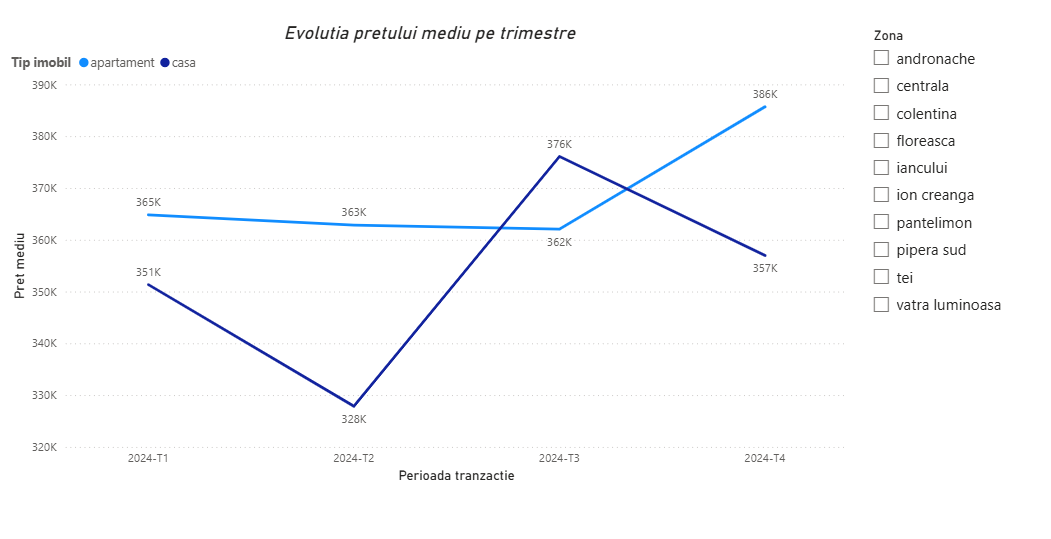 Evolutia pretului mediu pe trimestre
Tip imobil apartament casa
390K
380K
370K
360K
350K
340K
330K
320K
Pret mediu
365K
363K
362K
386K
351K
328K
376K
357K
2024-T1 2024-T2 2024-T3 2024-T4
Perioada tranzactie
Zona
andronache
centrala
colentina
floreasca
iancului
ion creanga
pantelimon
pipera sud
tei
vatra luminoasa